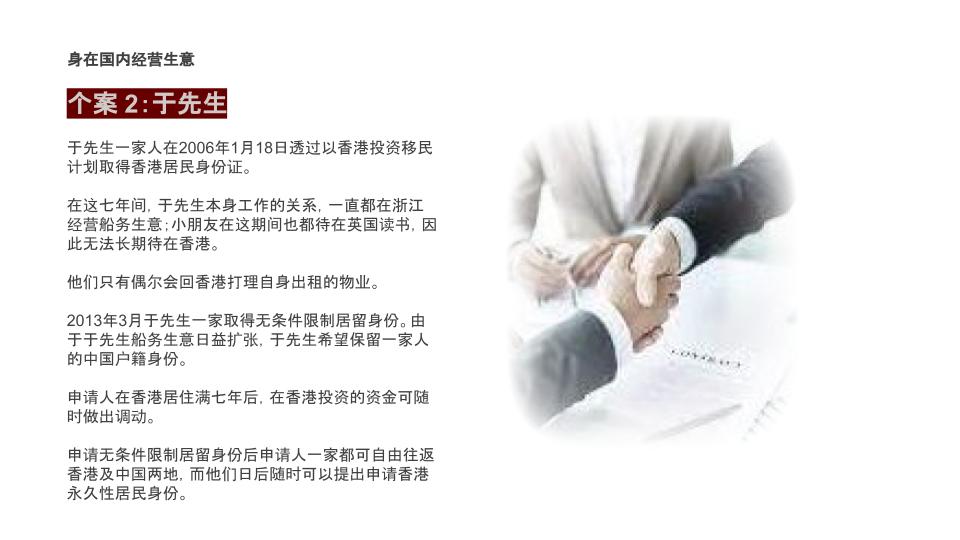 身在国内经营生意
个案 2：于先生
于先生一家人在2006年1月18日透过以香港投资移民
计划取得香港居民身份证。
在这七年间，于先生本身工作的关系，一直都在浙江
经营船务生意；小朋友在这期间也都待在英国读书，因
此无法长期待在香港。
他们只有偶尔会回香港打理自身出租的物业。
2013年3月于先生一家取得无条件限制居留身份。由
于于先生船务生意日益扩张，于先生希望保留一家人
的中国户籍身份。
申请人在香港居住满七年后，在香港投资的资金可随
时做出调动。
申请无条件限制居留身份后申请人一家都可自由往返
香港及中国两地，而他们日后随时可以提出申请香港
永久性居民身份。
CONTRACT